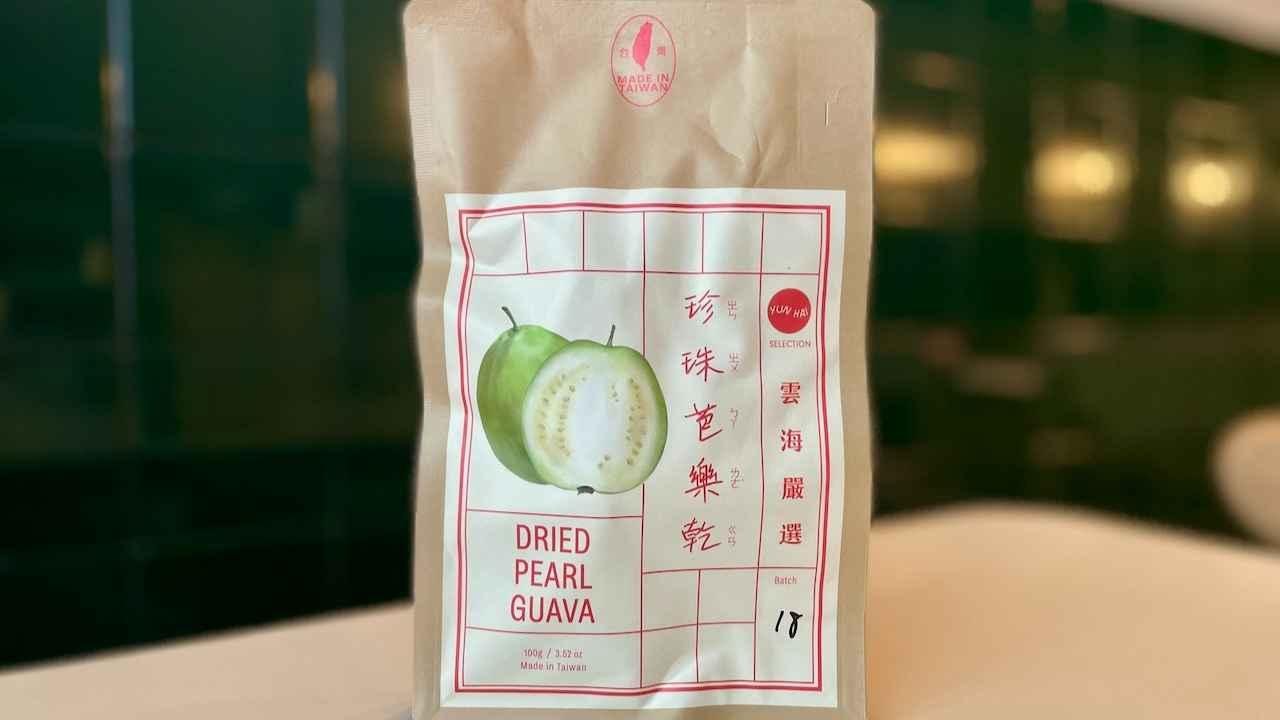 台 灣
MADE IN
TAIWAN
珍珠芭樂乾
ㄓㄣ
ㄓㄨ
ㄅㄚ
ㄌㄜˋ
ㄍㄢ
YUN HAI
SELECTION
雲海嚴選
DRIED
PEARL
GUAVA
100g / 3.52 oz
Made in Taiwan
Batch
18